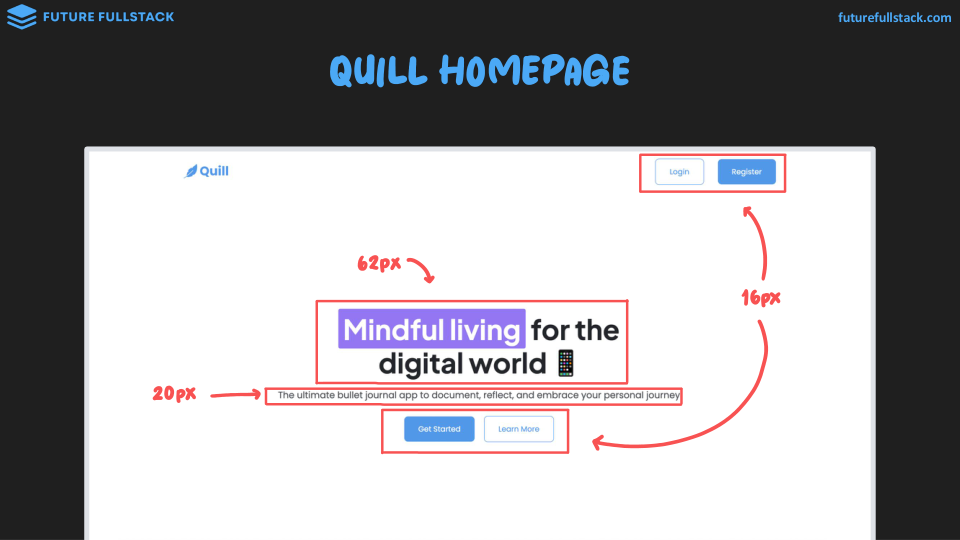 FUTURE FULLSTACK
futurefullstack.com
QUILL HOMEPAGE
Quill
Login
Register
62px
16px
Mindful living for the
digital world
20px
The ultimate bullet journal app to document, reflect, and embrace your personal journey
Get Started
Learn More